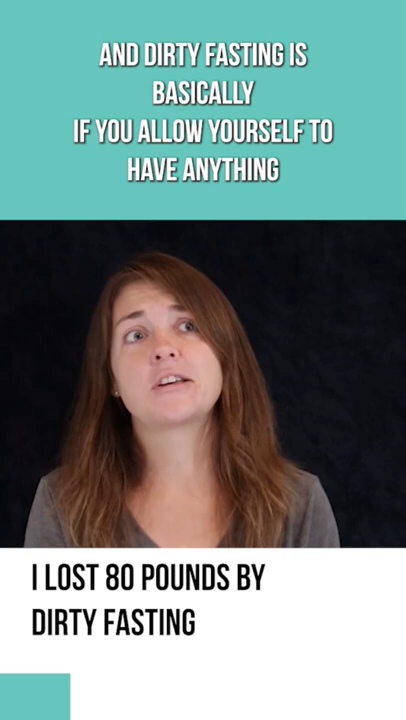 AND DIRTY FASTING IS
BASICALLY
IF YOU ALLOW YOURSELF TO
HAVE ANYTHING
I LOST 80 POUNDS BY
DIRTY FASTING